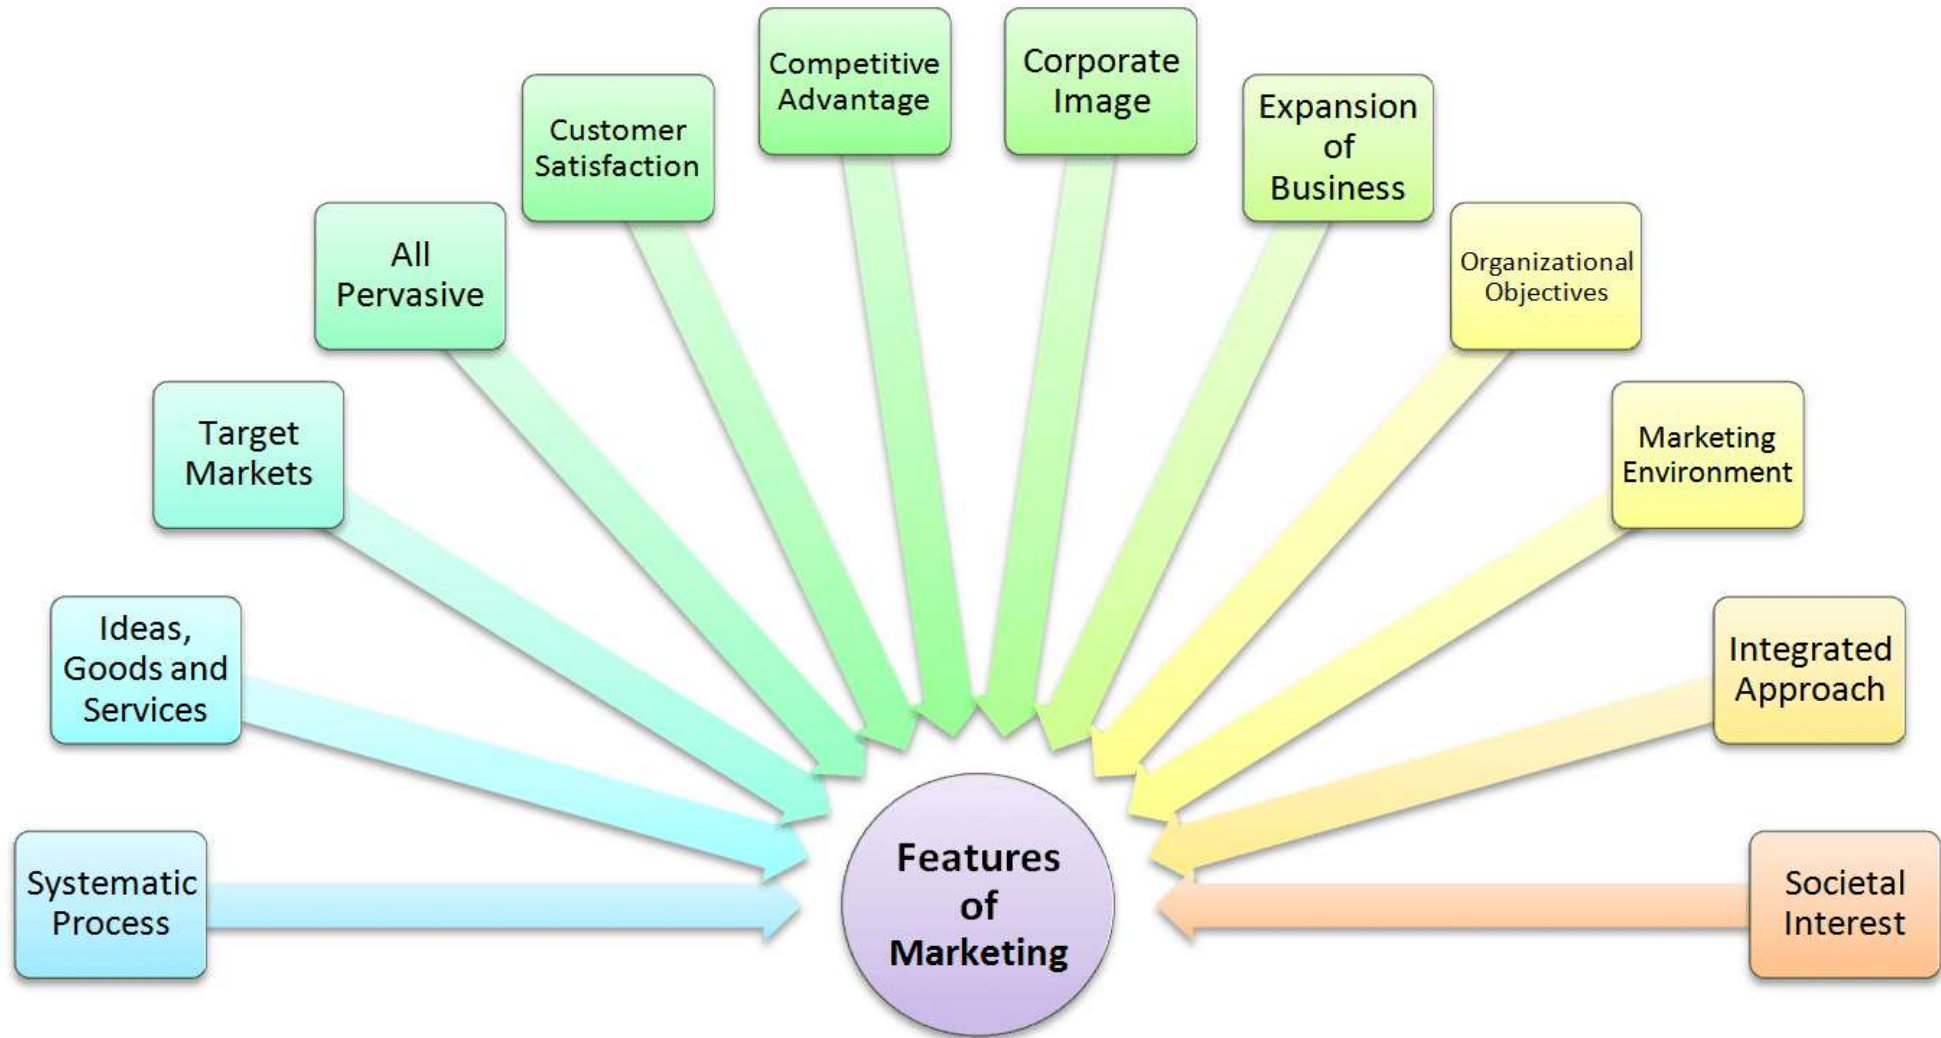 Systematic
Process
Ideas,
Goods and
Services
Target
Markets
All
Pervasive
Customer
Satisfaction
Competitive
Advantage
Corporate
Image
Expansion
of
Business
Organizational
Objectives
Marketing
Environment
Integrated
Approach
Societal
Interest
Features
of
Marketing